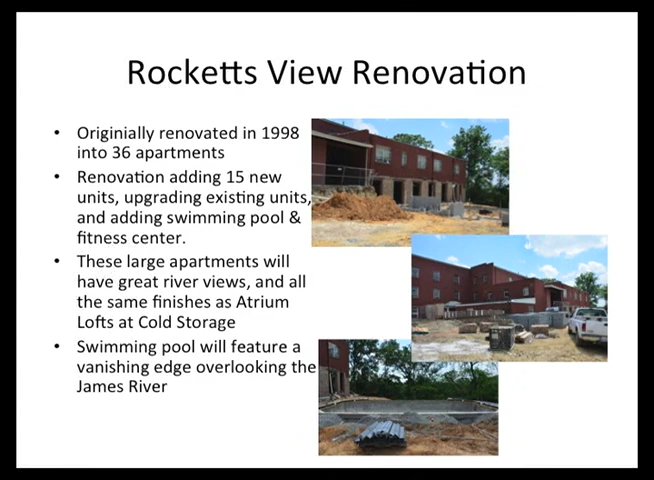 Rocketts View Renovation
• Originially renovated in 1998
into 36 apartments
• Renovation adding 15 new
units, upgrading existing units,
and adding swimming pool &
fitness center.
• These large apartments will
have great river views, and all
the same finishes as Atrium
Lofts at Cold Storage
• Swimming pool will feature a
vanishing edge overlooking the
James River